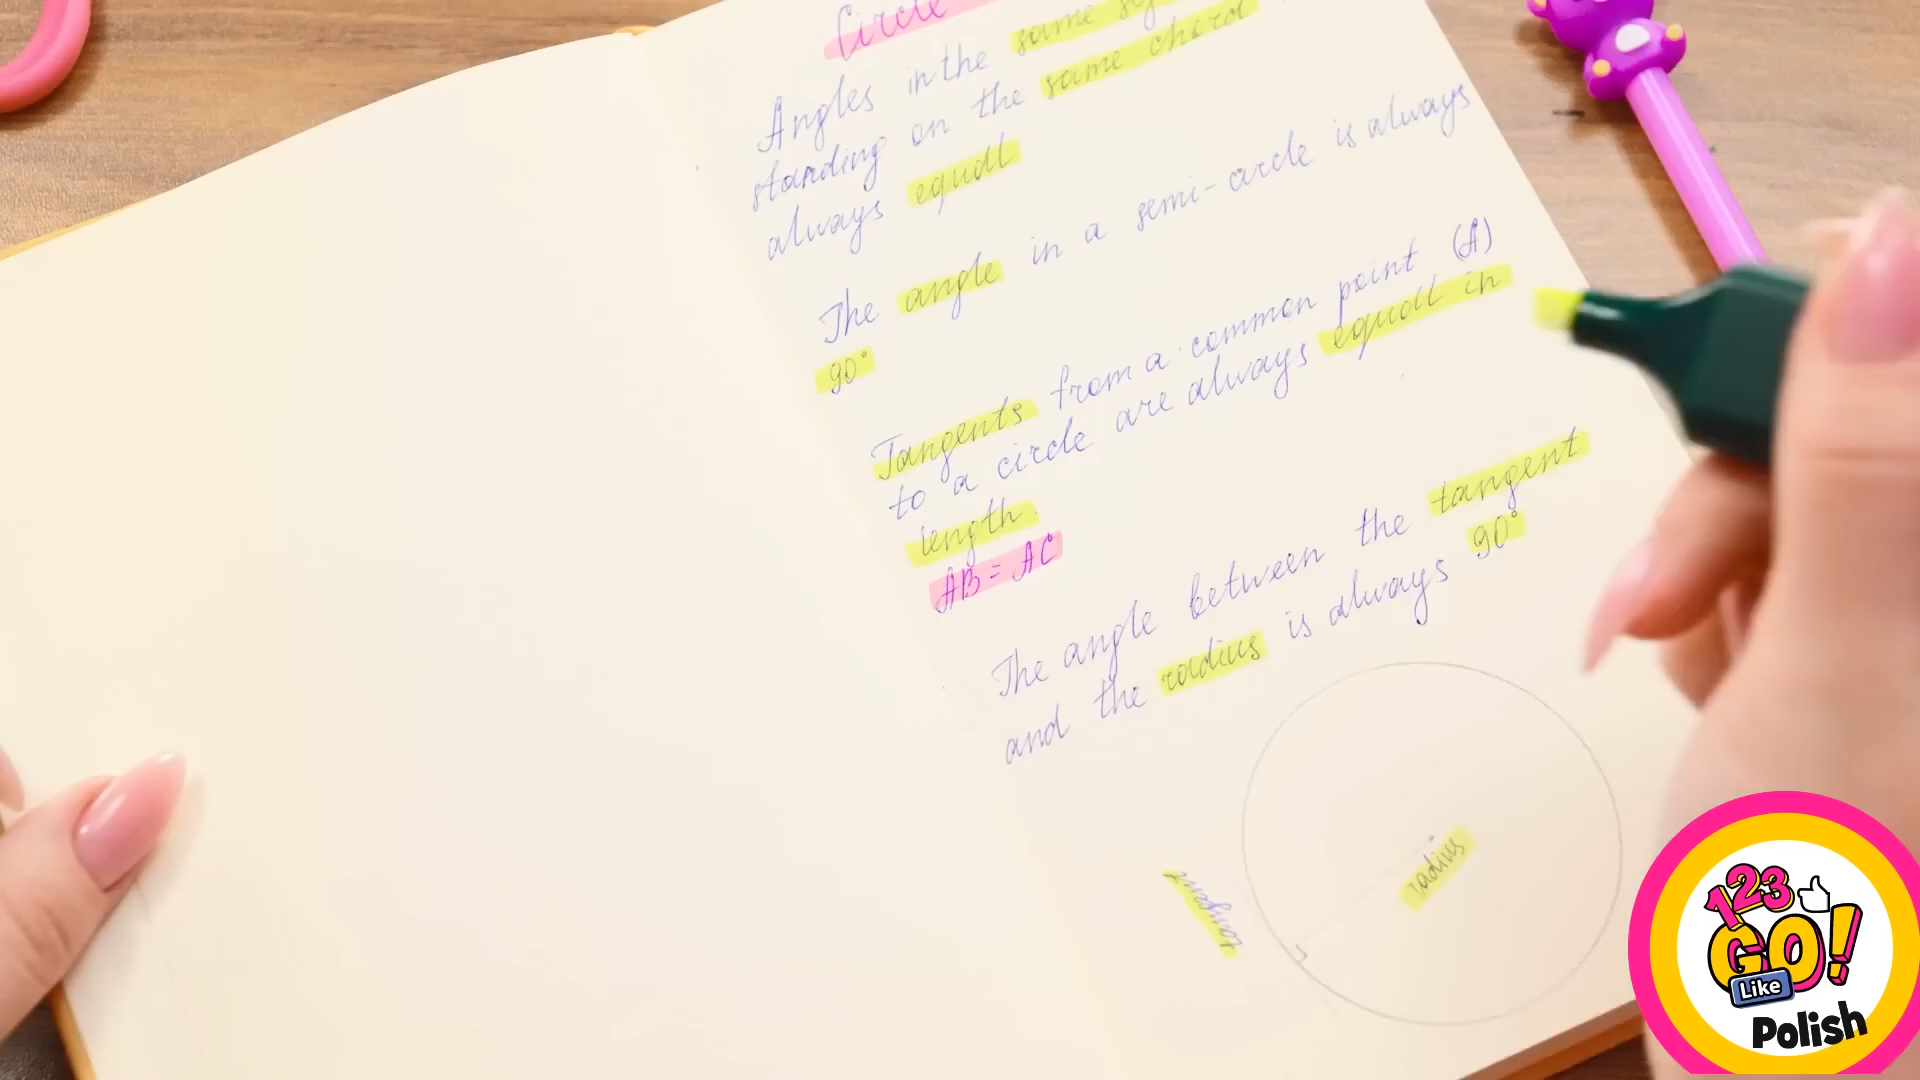 Circle
Angles in the same
standing on the same chord
always equall
The angle in a semi-circle is always
90°
Tangents from a common point (A)
to a circle are always equall in
length.
AB = AC
The angle between the tangent
and the radius is always 90°
radius
tangent
123
GO!
Like
Polish